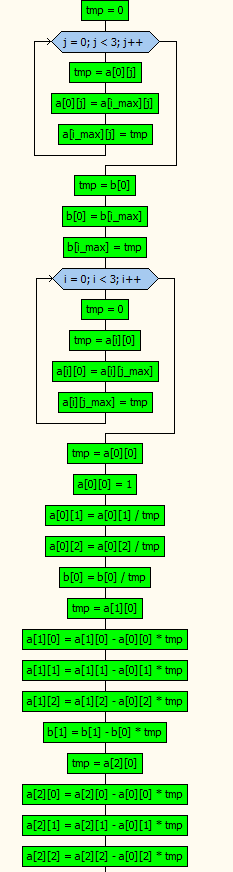 tmp = 0
j = 0; j < 3; j++
tmp = a[0][j]
a[0][j] = a[i_max][j]
a[i_max][j] = tmp
tmp = b[0]
b[0] = b[i_max]
b[i_max] = tmp
i = 0; i < 3; i++
tmp = 0
tmp = a[i][0]
a[i][0] = a[i][j_max]
a[i][j_max] = tmp
tmp = a[0][0]
a[0][0] = 1
a[0][1] = a[0][1] / tmp
a[0][2] = a[0][2] / tmp
b[0] = b[0] / tmp
tmp = a[1][0]
a[1][0] = a[1][0] - a[0][0] * tmp
a[1][1] = a[1][1] - a[0][1] * tmp
a[1][2] = a[1][2] - a[0][2] * tmp
b[1] = b[1] - b[0] * tmp
tmp = a[2][0]
a[2][0] = a[2][0] - a[0][0] * tmp
a[2][1] = a[2][1] - a[0][1] * tmp
a[2][2] = a[2][2] - a[0][2] * tmp